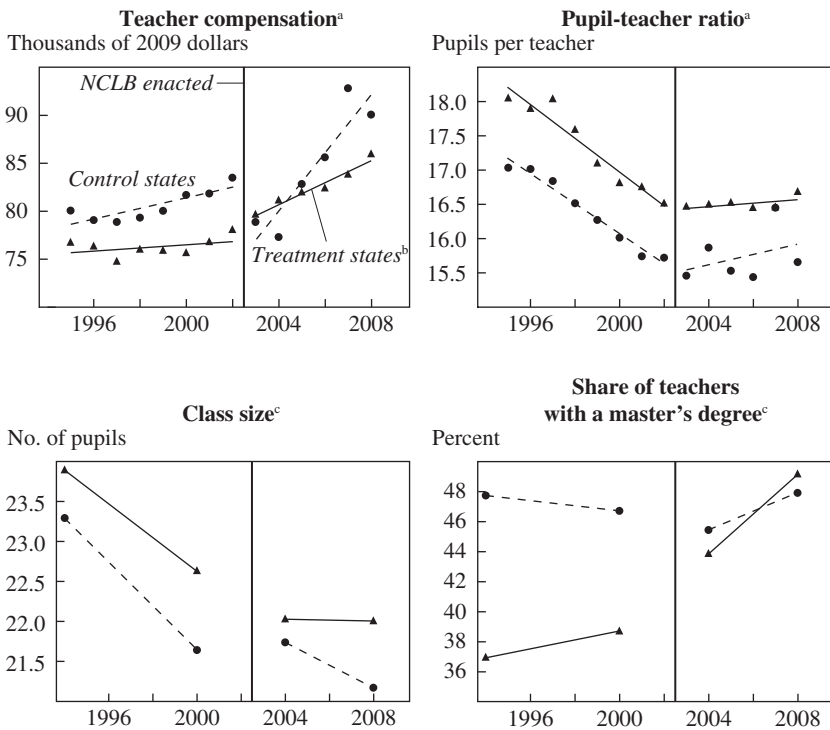 Teacher compensationᵃ
Thousands of 2009 dollars
NCLB enacted
90
85
Control states
80
75
Treatment statesᵇ
1996 2000 2004 2008
Pupil-teacher ratioᵃ
Pupils per teacher
18.0
17.5
17.0
16.5
16.0
15.5
1996 2000 2004 2008
Class sizeᶜ
No. of pupils
23.5
23.0
22.5
22.0
21.5
1996 2000 2004 2008
Share of teachers
with a master’s degreeᶜ
Percent
48
46
44
42
40
38
36
1996 2000 2004 2008